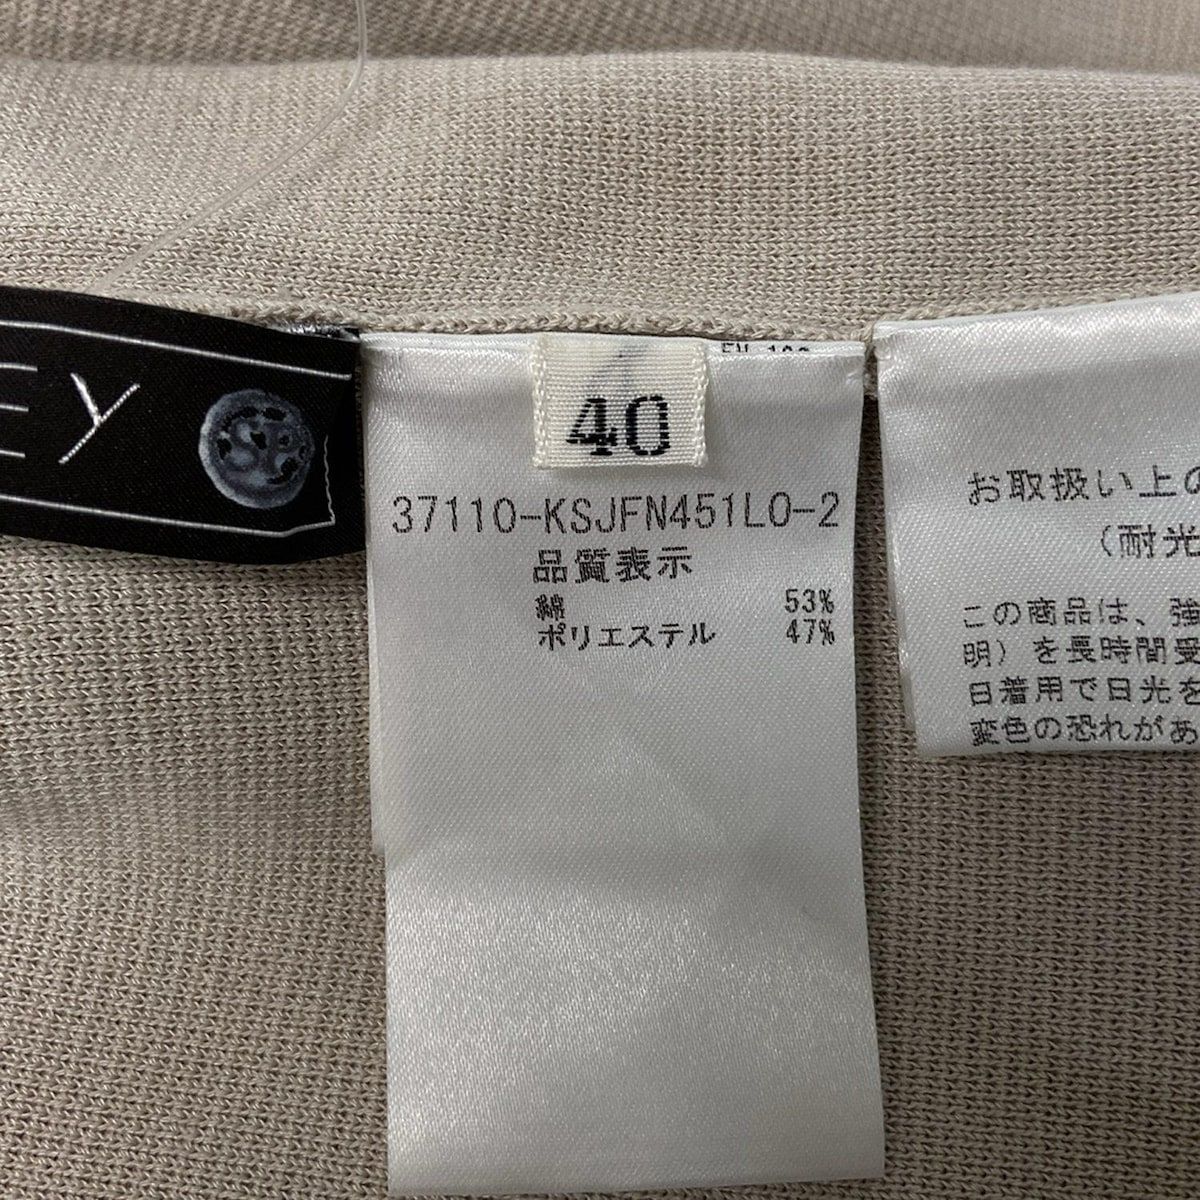 EY
SP
40
37110-KSJFN451L0-2
品質表示
綿 53%
ポリエステル 47%
お取扱い上の
(耐光
この商品は、強
明)を長時間受
日着用で日光を
変色の恐れがあ